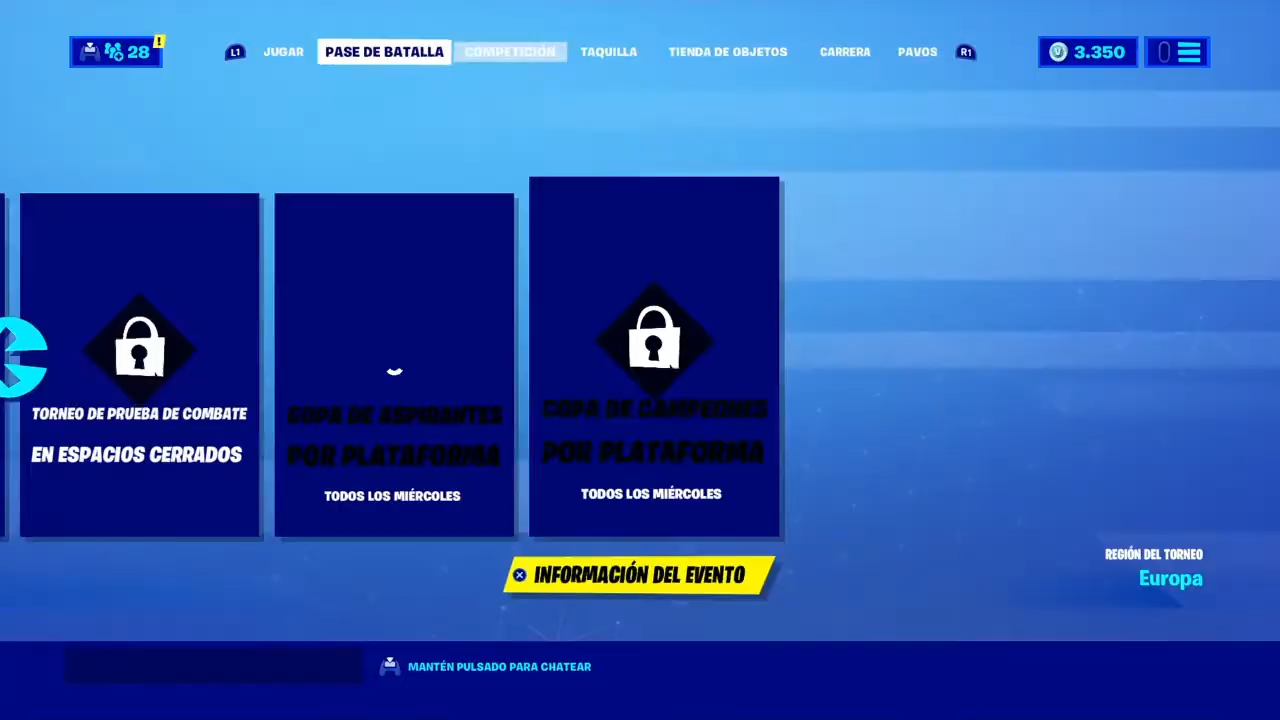 28
!
L1
JUGAR
PASE DE BATALLA
COMPETICIÓN
TAQUILLA
TIENDA DE OBJETOS
CARRERA
PAVOS
R1
3.350
TORNEO DE PRUEBA DE COMBATE
EN ESPACIOS CERRADOS
COPA DE ASPIRANTES
POR PLATAFORMA
TODOS LOS MIÉRCOLES
COPA DE CAMPEONES
POR PLATAFORMA
TODOS LOS MIÉRCOLES
INFORMACIÓN DEL EVENTO
REGIÓN DEL TORNEO
Europa
MANTÉN PULSADO PARA CHATEAR